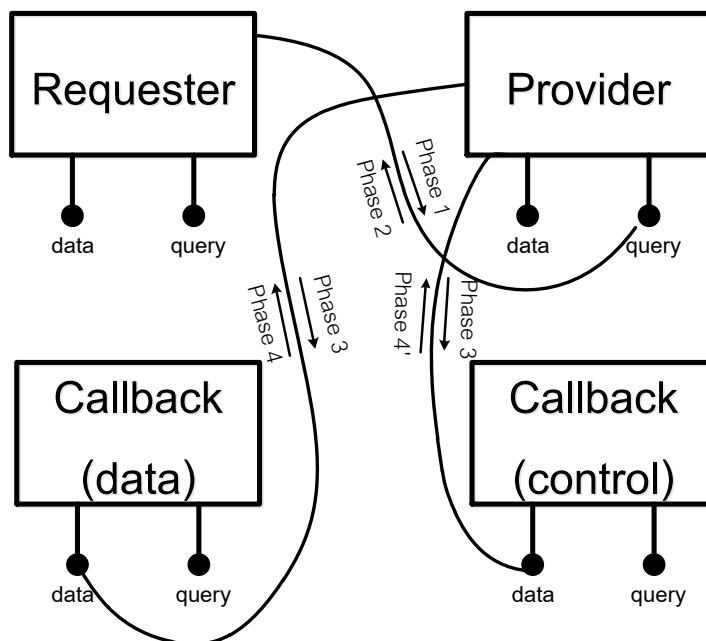 Requester
Provider
Phase 1
Phase 2
data
query
data
query
Phase 4
Phase 3
Phase 4'
Phase 3
Callback
(data)
Callback
(control)
data
query
data
query